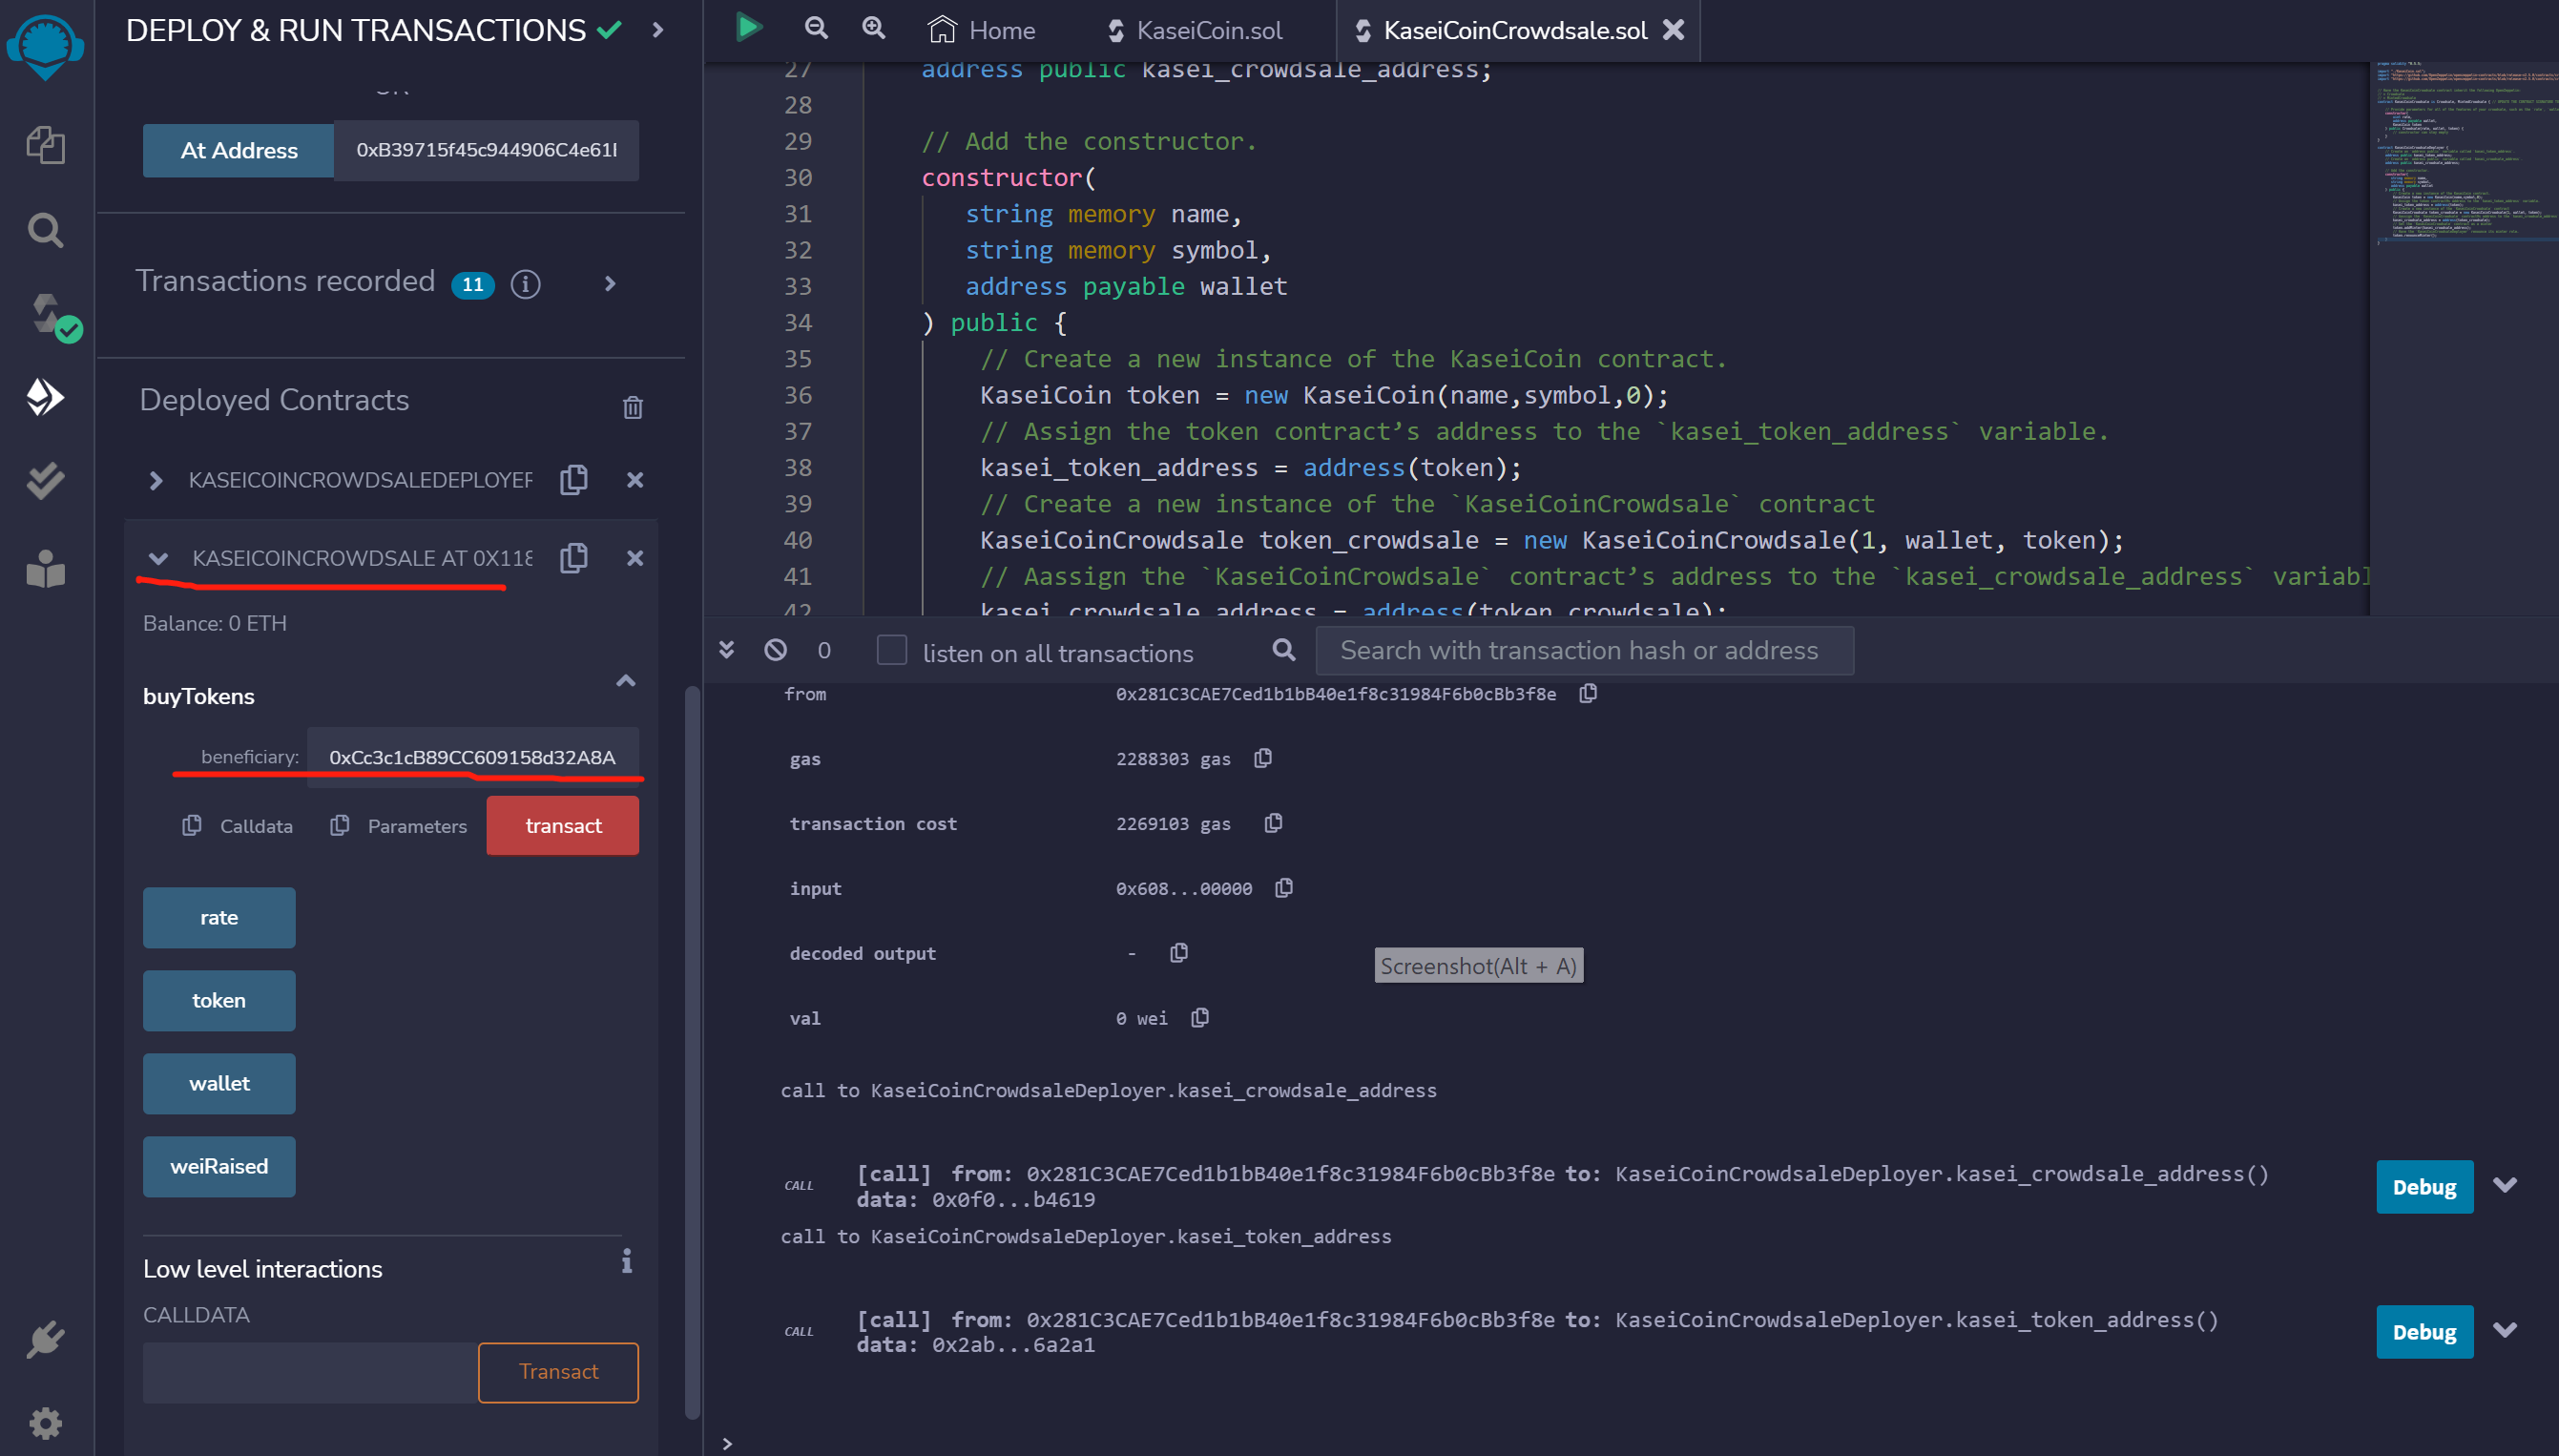 DEPLOY & RUN TRANSACTIONS
At Address 0xB39715f45c944906C4e61
Transactions recorded 11
Deployed Contracts
KASEICOINCROWDSALEDEPLOYER
KASEICOINCROWDSALE AT 0X118
Balance: 0 ETH
buyTokens
beneficiary: 0xCc3c1cB89CC609158d32A8A
Calldata Parameters transact
rate
token
wallet
weiRaised
Low level interactions
CALLDATA
Transact
Home KaseiCoin.sol KaseiCoinCrowdsale.sol
27 address public kasei_crowdsale_address;
28
29 // Add the constructor.
30 constructor(
31 string memory name,
32 string memory symbol,
33 address payable wallet
34 ) public {
35 // Create a new instance of the KaseiCoin contract.
36 KaseiCoin token = new KaseiCoin(name,symbol,0);
37 // Assign the token contract’s address to the `kasei_token_address` variable.
38 kasei_token_address = address(token);
39 // Create a new instance of the `KaseiCoinCrowdsale` contract
40 KaseiCoinCrowdsale token_crowdsale = new KaseiCoinCrowdsale(1, wallet, token);
41 // Aassign the `KaseiCoinCrowdsale` contract’s address to the `kasei_crowdsale_address` variabl
42 kasei_crowdsale_address = address(token_crowdsale);
0 listen on all transactions Search with transaction hash or address
from 0x281C3CAE7Ced1b1bB40e1f8c31984F6b0cBb3f8e
gas 2288303 gas
transaction cost 2269103 gas
input 0x608...00000
decoded output -
Screenshot(Alt + A)
val 0 wei
call to KaseiCoinCrowdsaleDeployer.kasei_crowdsale_address
CALL [call] from: 0x281C3CAE7Ced1b1bB40e1f8c31984F6b0cBb3f8e to: KaseiCoinCrowdsaleDeployer.kasei_crowdsale_address()
data: 0x0f0...b4619
Debug
call to KaseiCoinCrowdsaleDeployer.kasei_token_address
CALL [call] from: 0x281C3CAE7Ced1b1bB40e1f8c31984F6b0cBb3f8e to: KaseiCoinCrowdsaleDeployer.kasei_token_address()
data: 0x2ab...6a2a1
Debug
>